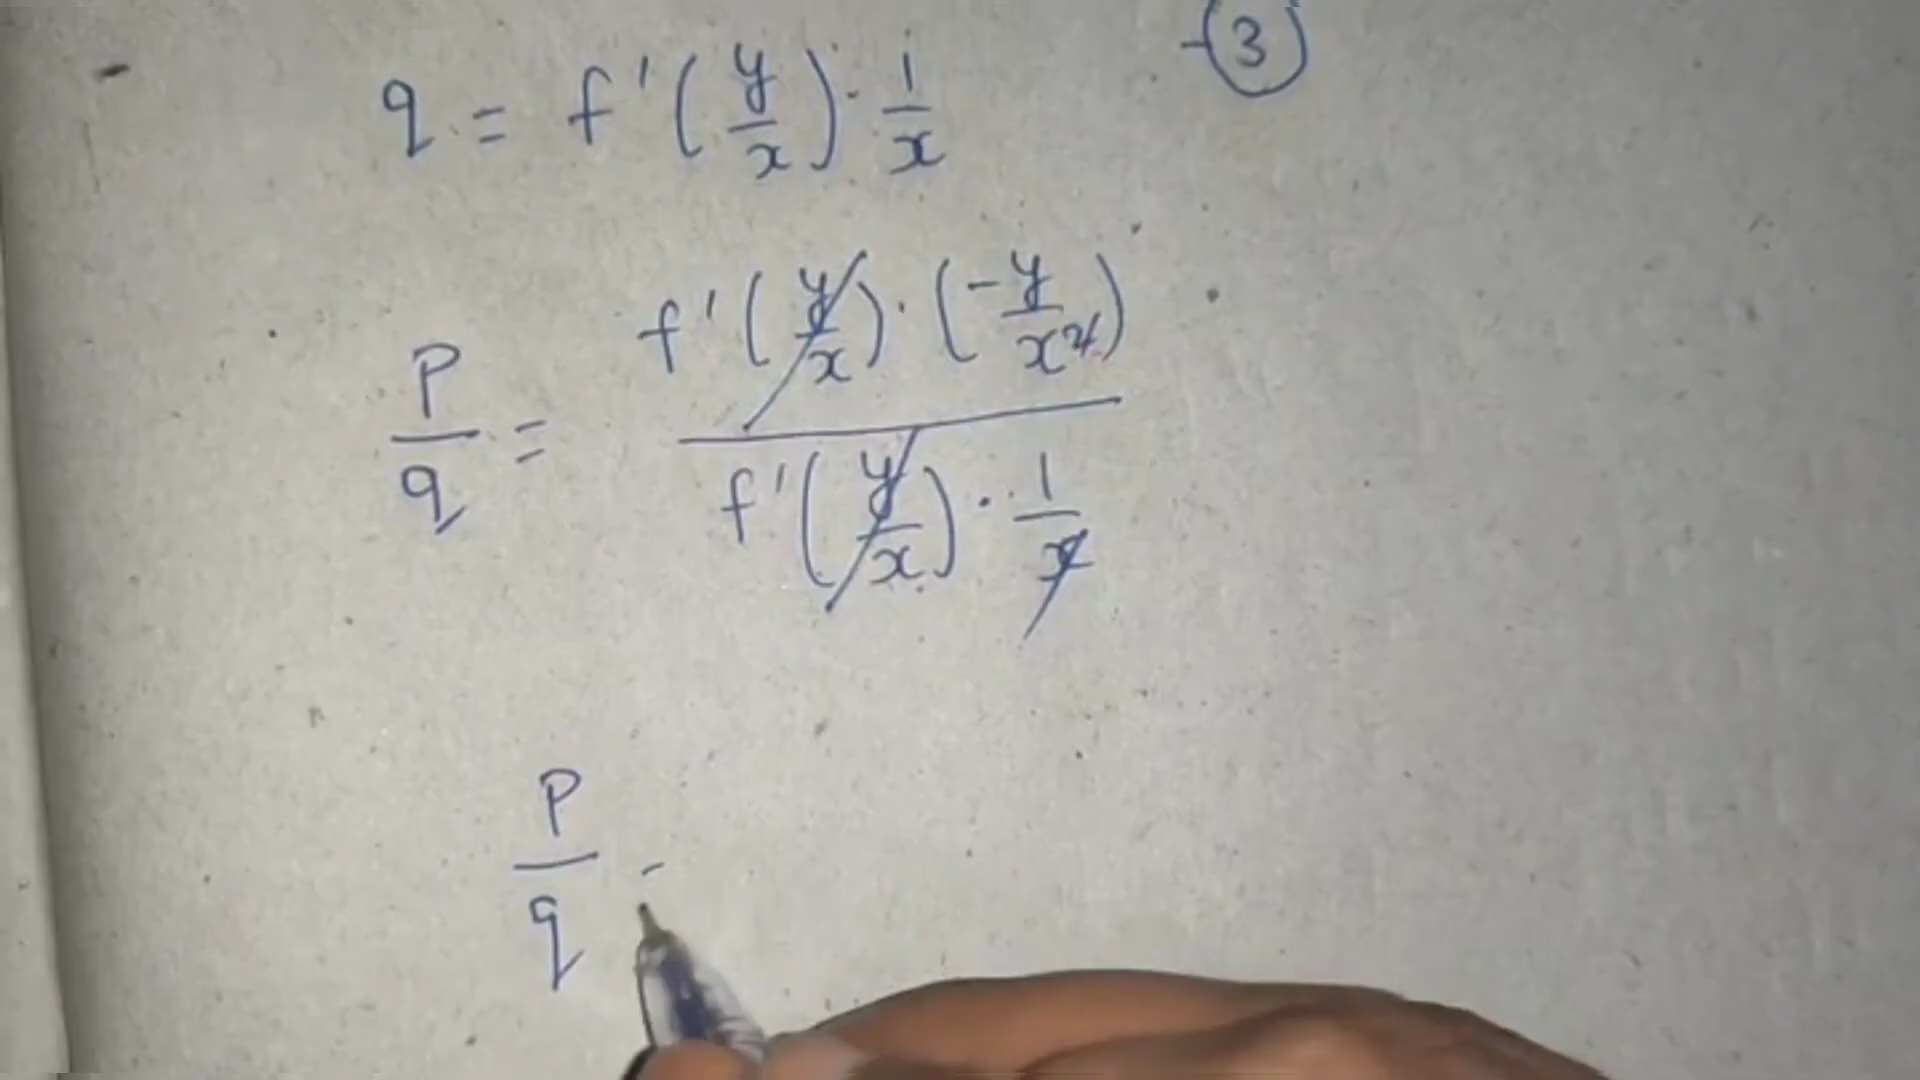 q = f'(y/x) · 1/x - ③
p/q = f'(y/x) · (-y/x²) / f'(y/x) · 1/x
p/q =